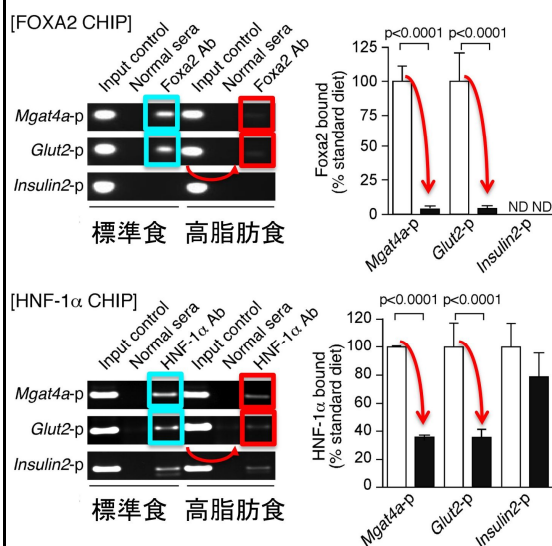 [FOXA2 CHIP]
Input control
Normal sera
Foxa2 Ab
Input control
Normal sera
Foxa2 Ab
Mgat4a-p
Glut2-p
Insulin2-p
標準食
高脂肪食
Foxa2 bound
(% standard diet)
125
100
75
50
25
0
p<0.0001
p<0.0001
ND ND
Mgat4a-p
Glut2-p
Insulin2-p
[HNF-1α CHIP]
Input control
Normal sera
HNF-1α Ab
Input control
Normal sera
HNF-1α Ab
Mgat4a-p
Glut2-p
Insulin2-p
標準食
高脂肪食
HNF-1α bound
(% standard diet)
120
100
80
60
40
20
0
p<0.0001
p<0.0001
Mgat4a-p
Glut2-p
Insulin2-p